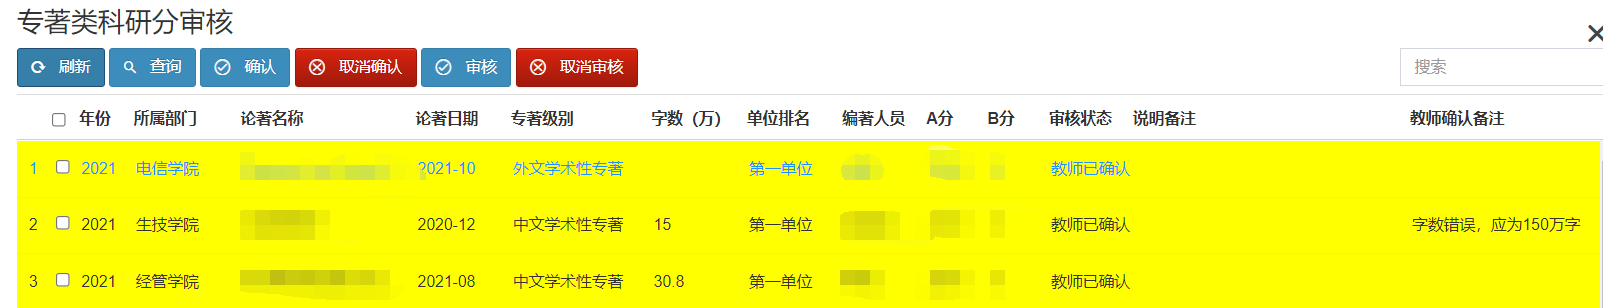 专著类科研分审核
刷新 查询 确认 取消确认 审核 取消审核 搜索
年份 所属部门 论著名称 论著日期 专著级别 字数（万） 单位排名 编著人员 A分 B分 审核状态 说明备注 教师确认备注
1 2021 电信学院 2021-10 外文学术性专著 第一单位 教师已确认
2 2021 生技学院 2020-12 中文学术性专著 15 第一单位 教师已确认 字数错误，应为150万字
3 2021 经管学院 2021-08 中文学术性专著 30.8 第一单位 教师已确认